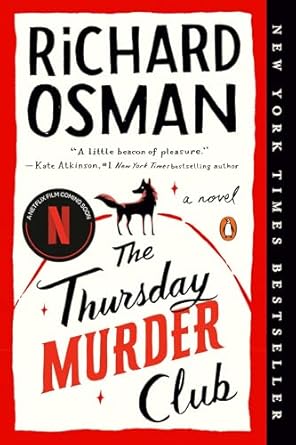 RiCHARD
OSMAN
"A little beacon of pleasure."
—Kate Atkinson, #1 New York Times bestselling author
a novel
A NETFLIX FILM COMING SOON
N
The
Thursday
MURDER
Club
NEW YORK TIMES BESTSELLER